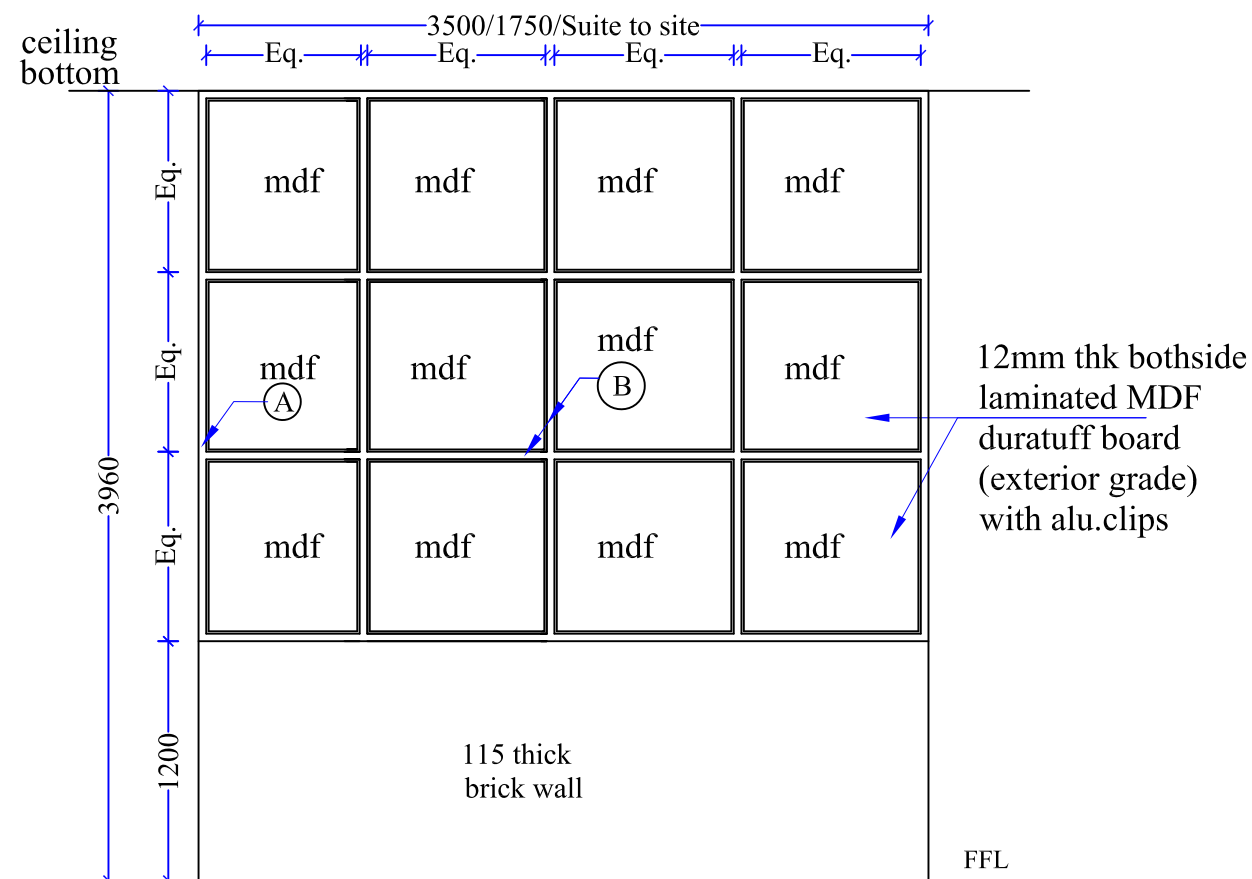 3500/1750/Suite to site
ceiling
bottom
Eq.
Eq.
Eq.
Eq.
mdf
mdf
mdf
mdf
Eq.
mdf
mdf
mdf
mdf
Eq.
A
B
12mm thk bothside
laminated MDF
duratuff board
(exterior grade)
with alu.clips
3960
mdf
mdf
mdf
mdf
Eq.
1200
115 thick
brick wall
FFL